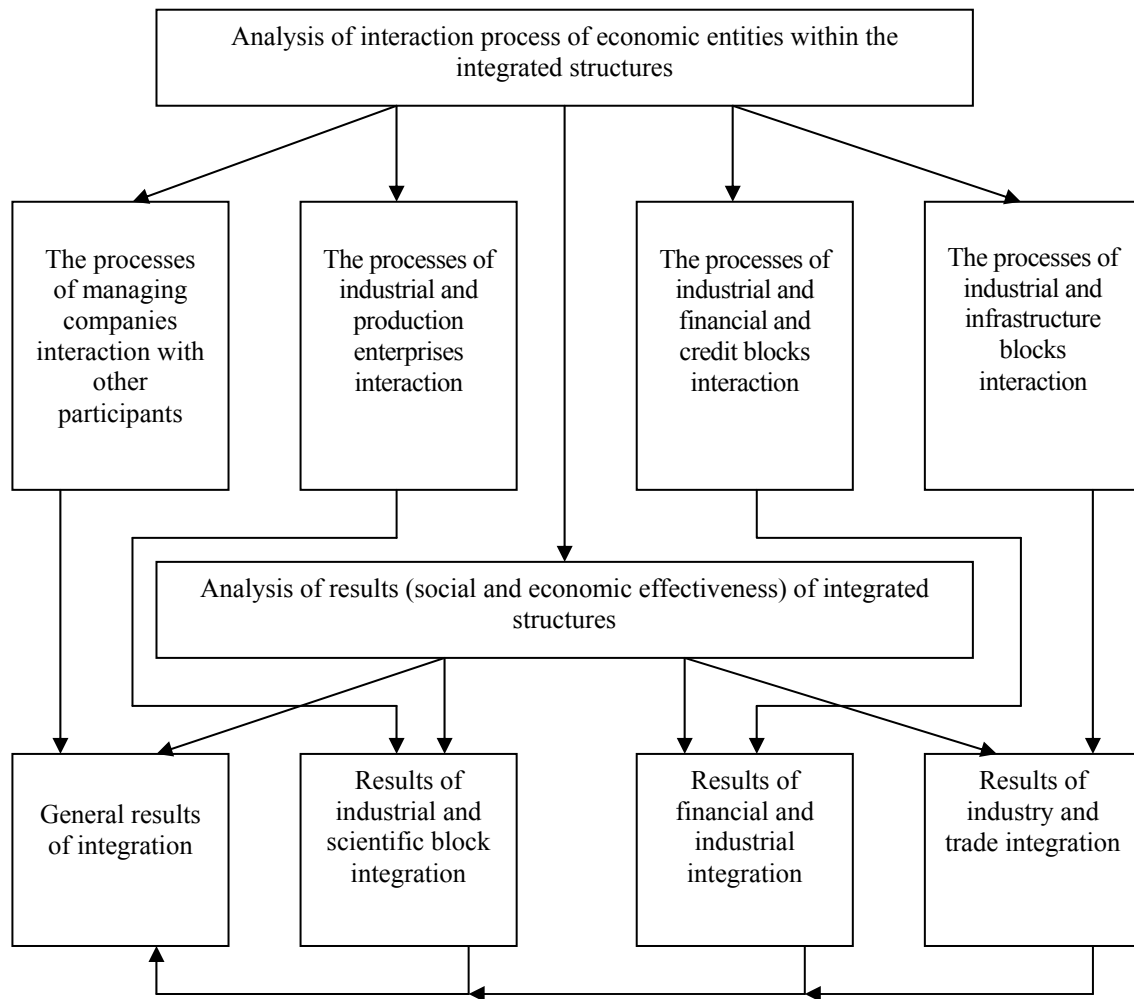 Analysis of interaction process of economic entities within the
integrated structures
The processes
of managing
companies
interaction with
other
participants
The processes of
industrial and
production
enterprises
interaction
The processes of
industrial and
financial and
credit blocks
interaction
The processes of
industrial and
infrastructure
blocks
interaction
Analysis of results (social and economic effectiveness) of integrated
structures
General results
of integration
Results of
industrial and
scientific block
integration
Results of
financial and
industrial
integration
Results of
industry and
trade integration